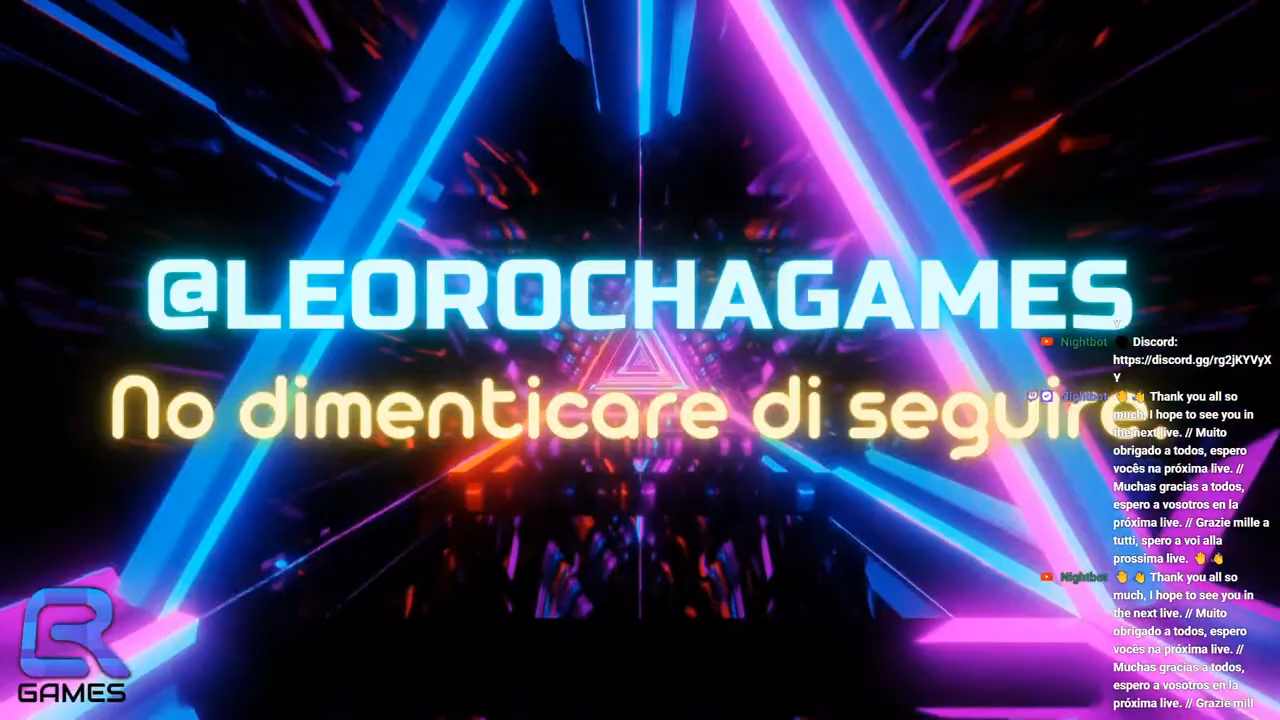 @LEOROCHAGAMES
No dimenticare di seguire
Nightbot Discord:
https://discord.gg/rg2jKYVyX
Y
Nightbot 👋 👋 Thank you all so
much, I hope to see you in
the next live. // Muito
obrigado a todos, espero
vocês na próxima live. //
Muchas gracias a todos,
espero a vosotros en la
próxima live. // Grazie mille a
tutti, spero a voi alla
prossima live. 👋 👋
Nightbot 👋 👋 Thank you all so
much, I hope to see you in
the next live. // Muito
obrigado a todos, espero
vocês na próxima live. //
Muchas gracias a todos,
espero a vosotros en la
próxima live. // Grazie mill
GAMES